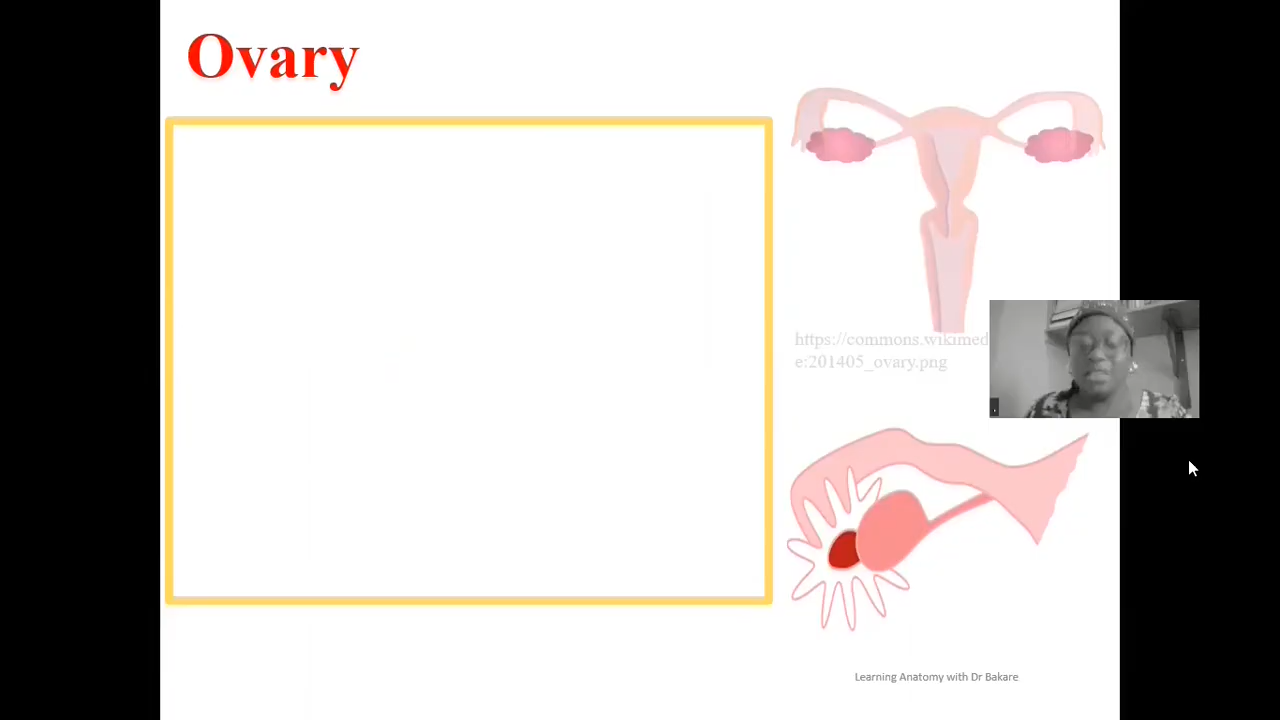 Ovary
https://commons.wikimed
e:201405_ovary.png
Learning Anatomy with Dr Bakare